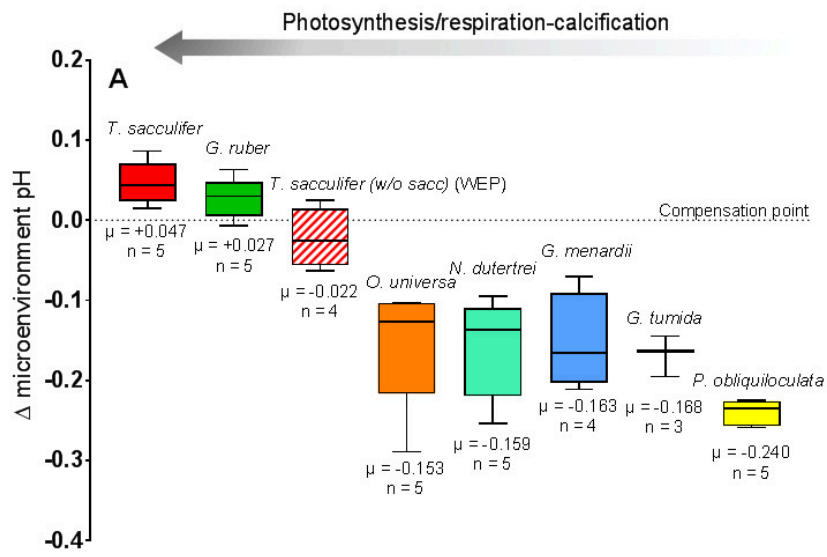 Photosynthesis/respiration-calcification
A
Δ microenvironment pH
0.2
0.1
0.0
-0.1
-0.2
-0.3
-0.4
T. sacculifer
μ = +0.047
n = 5
G. ruber
μ = +0.027
n = 5
T. sacculifer (w/o sacc) (WEP)
μ = -0.022
n = 4
Compensation point
O. universa
μ = -0.153
n = 5
N. dutertrei
μ = -0.159
n = 5
G. menardii
μ = -0.163
n = 4
G. tumida
μ = -0.168
n = 3
P. obliquiloculata
μ = -0.240
n = 5